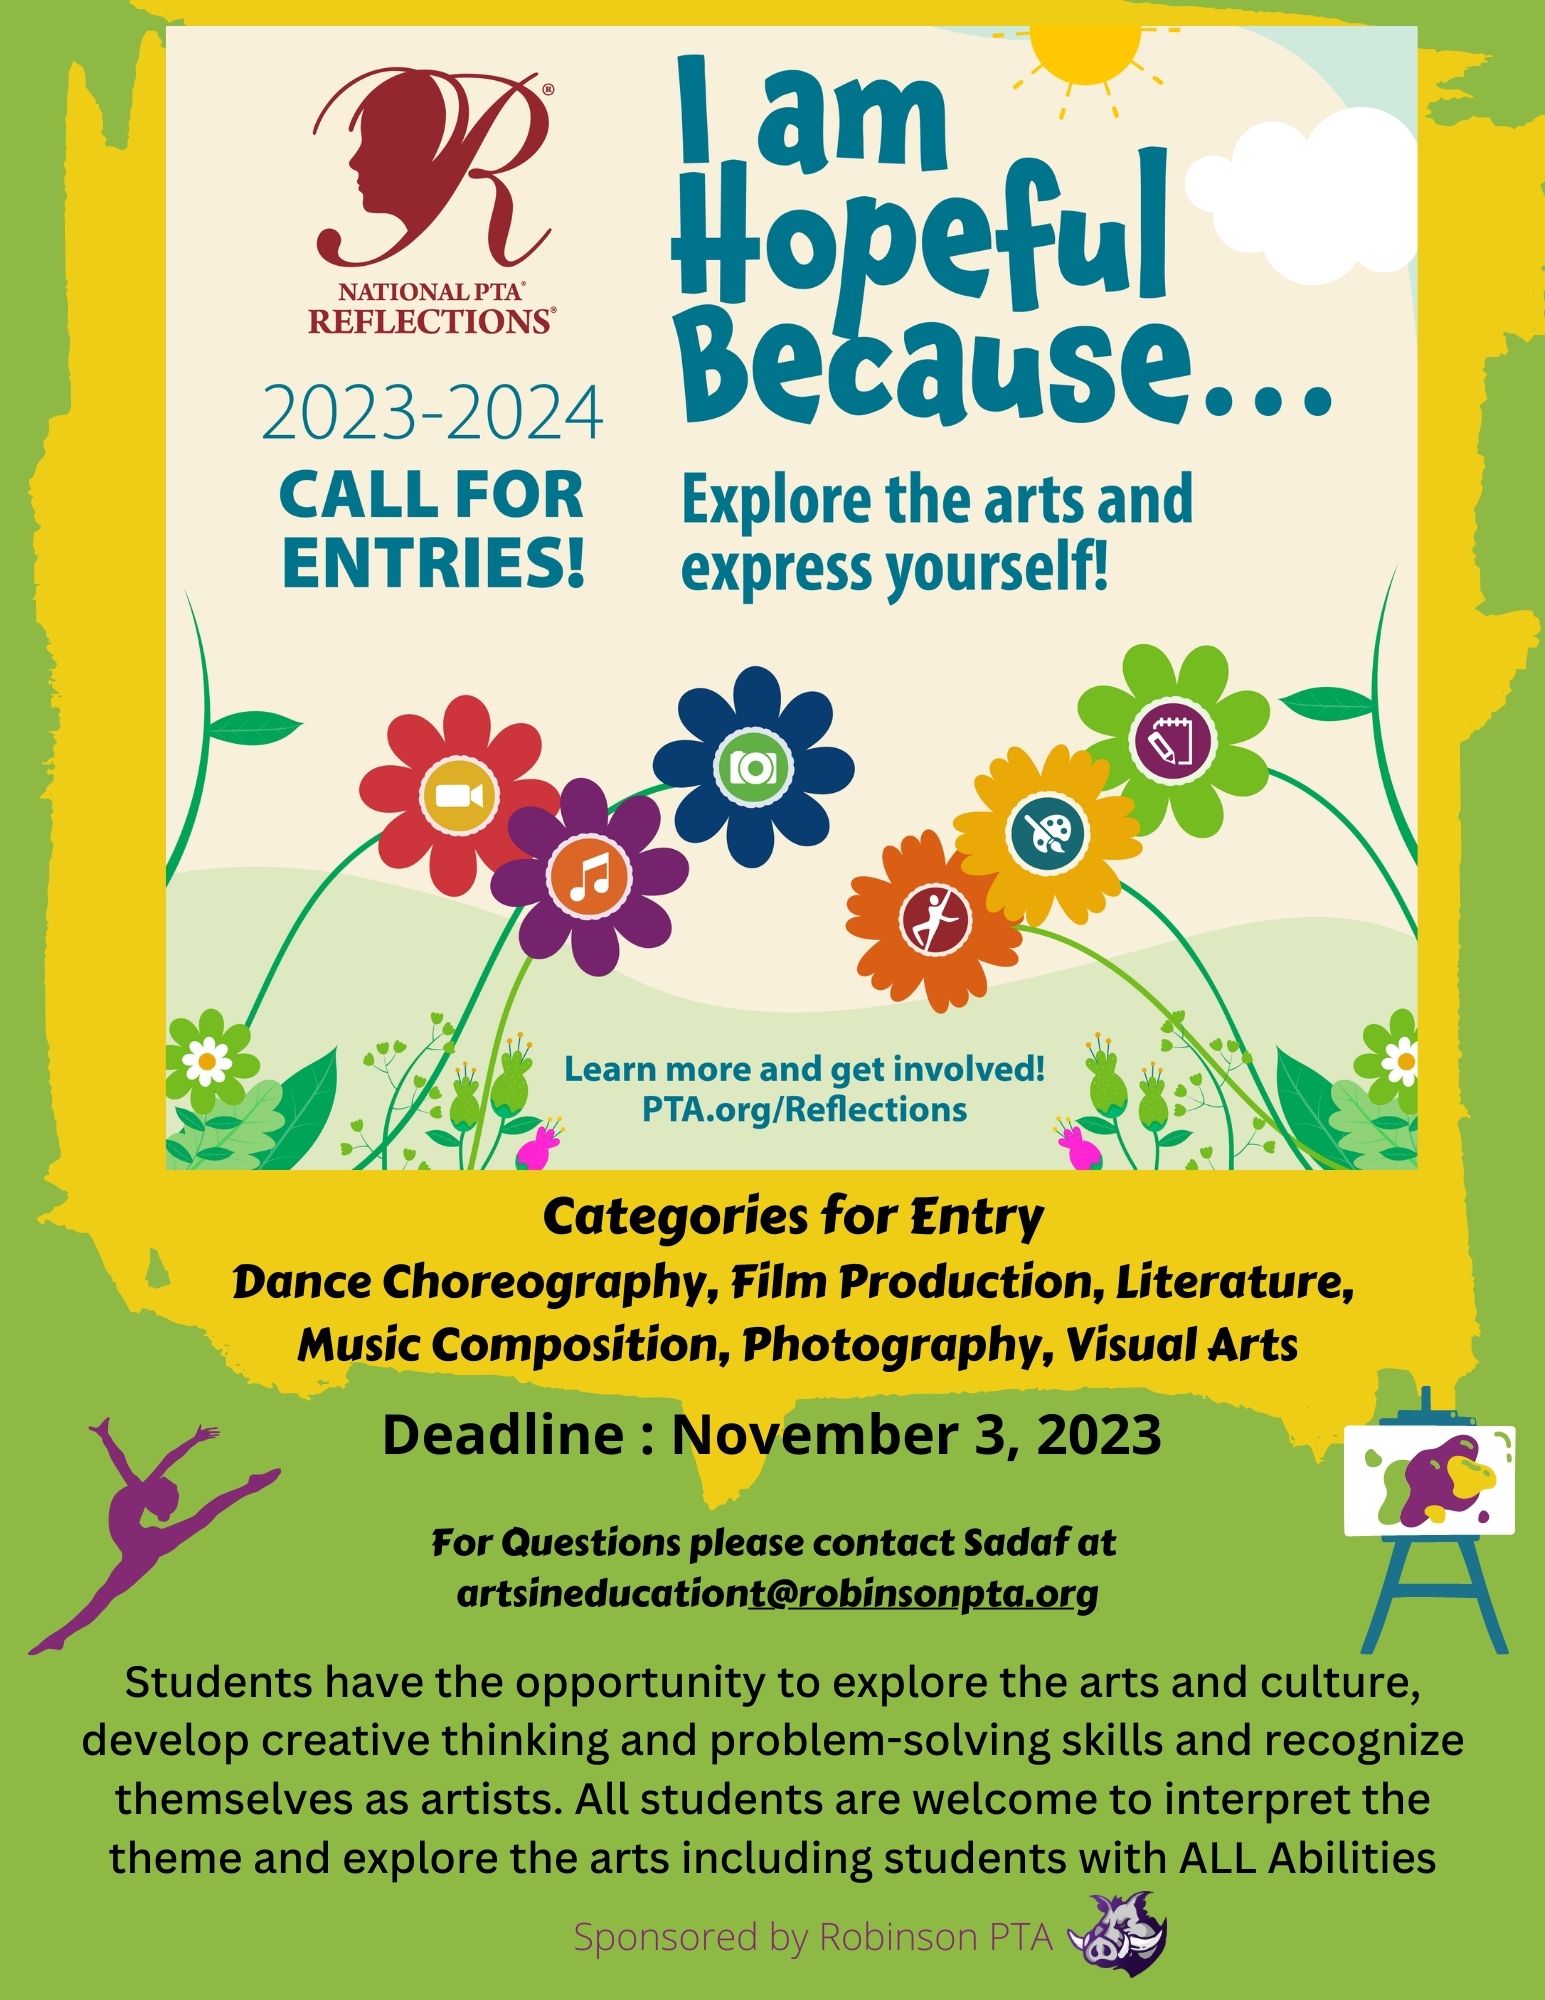 NATIONAL PTA®
REFLECTIONS®
2023-2024
CALL FOR
ENTRIES!
I am
Hopeful
Because...
Explore the arts and
express yourself!
Learn more and get involved!
PTA.org/Reflections
Categories for Entry
Dance Choreography, Film Production, Literature,
Music Composition, Photography, Visual Arts
Deadline : November 3, 2023
For Questions please contact Sadaf at
artsineducationt@robinsonpta.org
Students have the opportunity to explore the arts and culture,
develop creative thinking and problem-solving skills and recognize
themselves as artists. All students are welcome to interpret the
theme and explore the arts including students with ALL Abilities
Sponsored by Robinson PTA